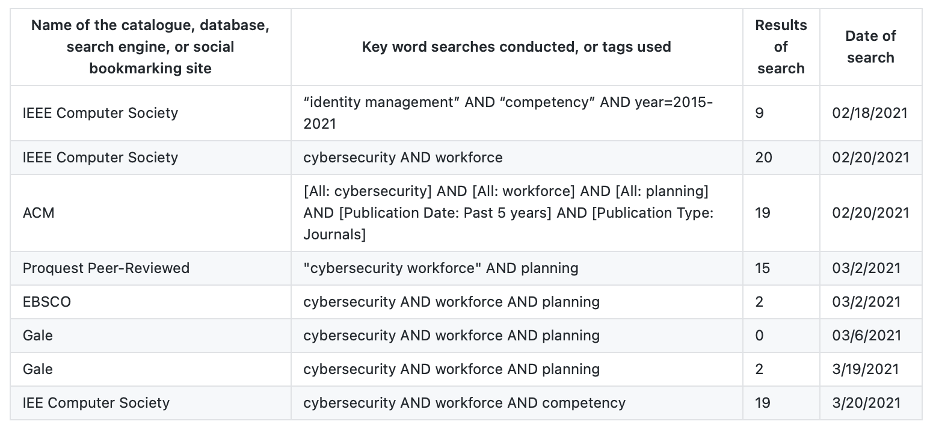 Name of the catalogue, database,
search engine, or social
bookmarking site
Key word searches conducted, or tags used
Results
of
search
Date of
search
IEEE Computer Society
“identity management” AND “competency” AND year=2015-
2021
9
02/18/2021
IEEE Computer Society
cybersecurity AND workforce
20
02/20/2021
ACM
[All: cybersecurity] AND [All: workforce] AND [All: planning]
AND [Publication Date: Past 5 years] AND [Publication Type:
Journals]
19
02/20/2021
Proquest Peer-Reviewed
"cybersecurity workforce" AND planning
15
03/2/2021
EBSCO
cybersecurity AND workforce AND planning
2
03/2/2021
Gale
cybersecurity AND workforce AND planning
0
03/6/2021
Gale
cybersecurity AND workforce AND planning
2
3/19/2021
IEE Computer Society
cybersecurity AND workforce AND competency
19
3/20/2021